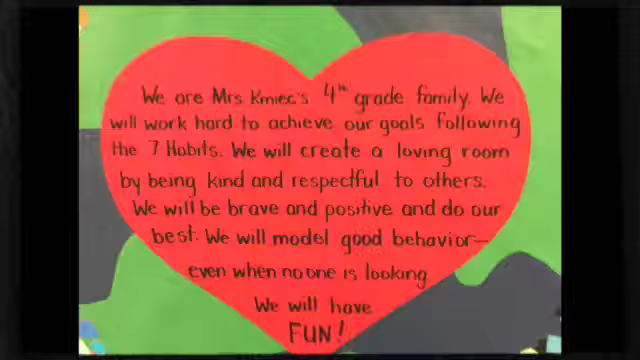 We are Mrs. Kmiec's 4th grade family. We
will work hard to achieve our goals following
the 7 Habits. We will create a loving room
by being kind and respectful to others.
We will be brave and positive and do our
best. We will model good behavior—
even when no one is looking.
We will have
FUN!